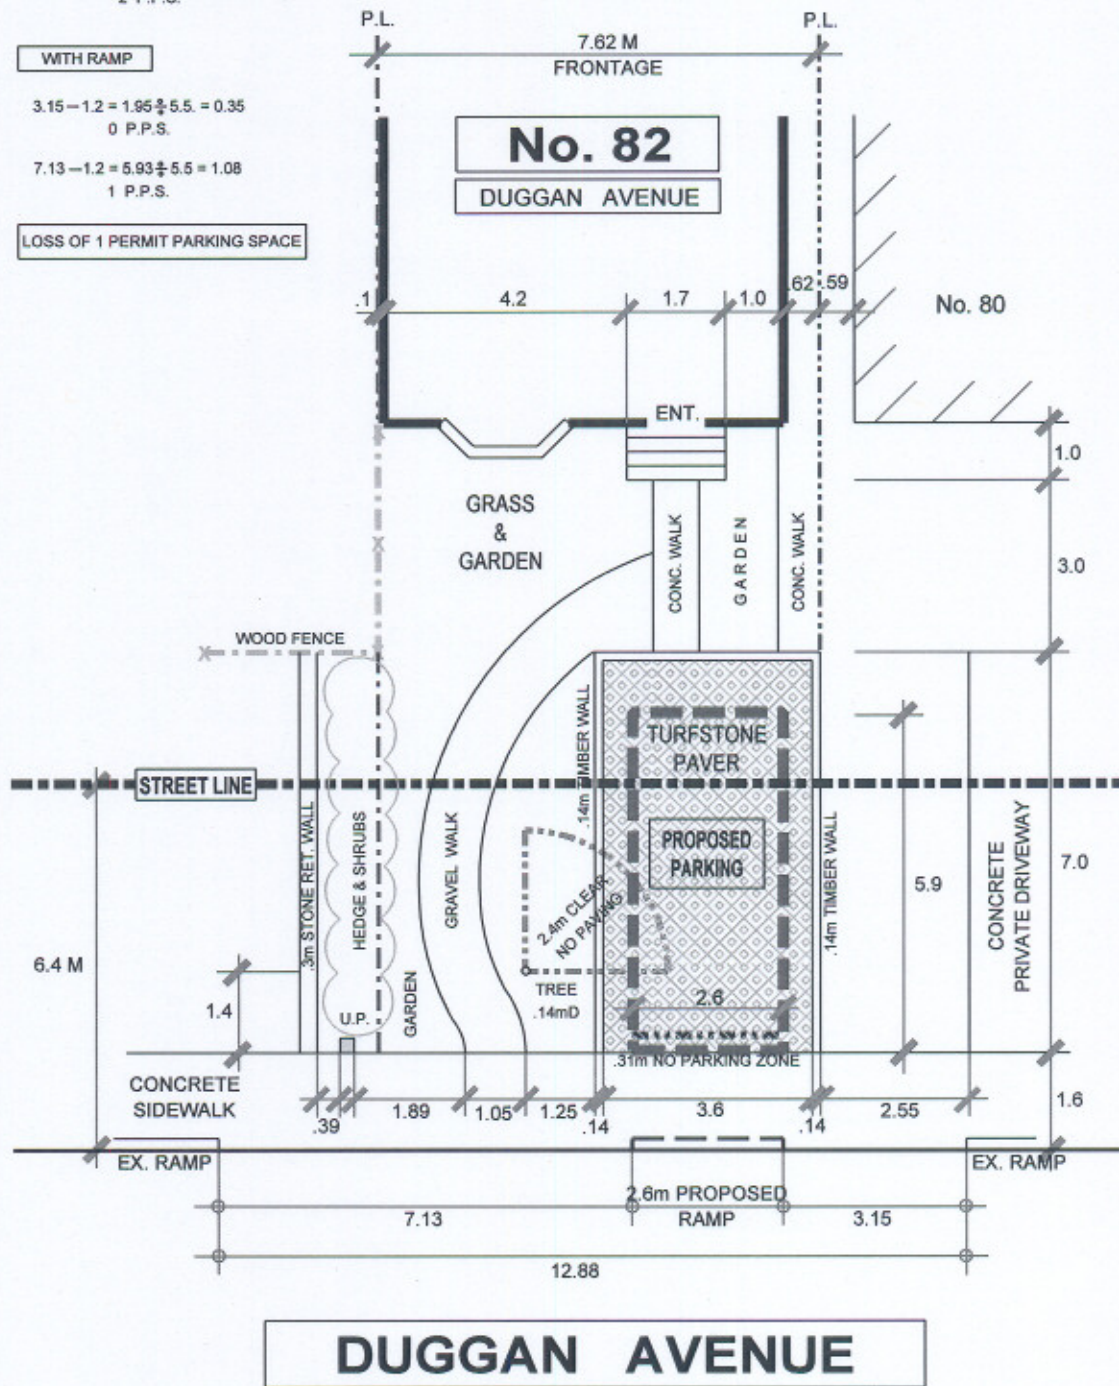 2 P.P.S.
WITH RAMP
3.15 — 1.2 = 1.95 ÷ 5.5. = 0.35
0 P.P.S.
7.13 — 1.2 = 5.93 ÷ 5.5 = 1.08
1 P.P.S.
LOSS OF 1 PERMIT PARKING SPACE
P.L.
P.L.
7.62 M
FRONTAGE
No. 82
DUGGAN AVENUE
.1
4.2
1.7
1.0
.62
.59
No. 80
ENT.
1.0
GRASS
&
GARDEN
CONC. WALK
GARDEN
CONC. WALK
3.0
WOOD FENCE
.14m TIMBER WALL
TURFSTONE
PAVER
STREET LINE
.3m STONE RET. WALL
HEDGE & SHRUBS
GRAVEL WALK
PROPOSED
PARKING
2.4m CLEAR
NO PAVING
.14m TIMBER WALL
5.9
CONCRETE
PRIVATE DRIVEWAY
7.0
6.4 M
1.4
U.P.
GARDEN
TREE
.14mD
2.6
.31m NO PARKING ZONE
CONCRETE
SIDEWALK
.39
1.89
1.05
1.25
.14
3.6
.14
2.55
1.6
EX. RAMP
EX. RAMP
7.13
2.6m PROPOSED
RAMP
3.15
12.88
DUGGAN AVENUE